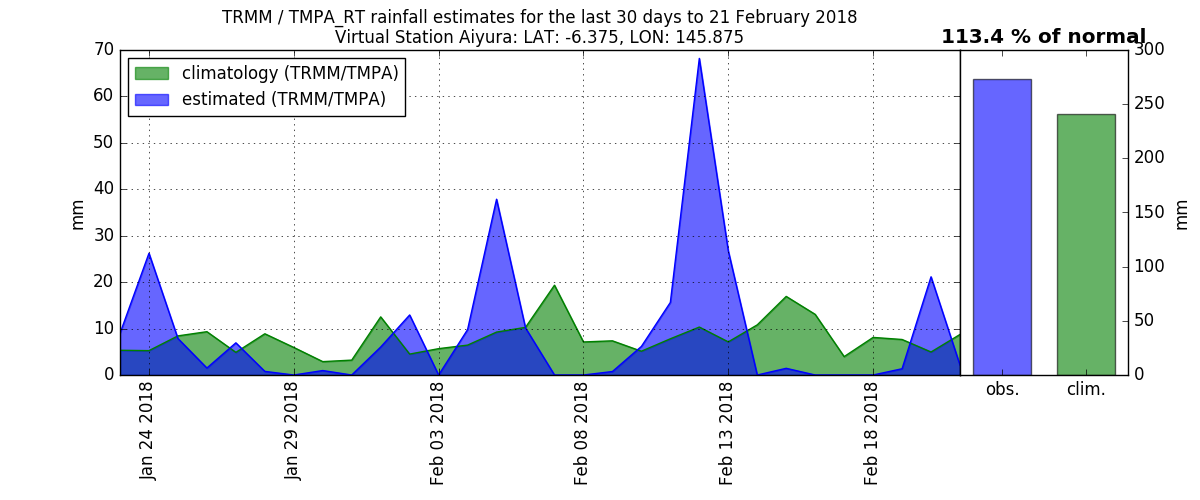 TRMM / TMPA_RT rainfall estimates for the last 30 days to 21 February 2018
Virtual Station Aiyura: LAT: -6.375, LON: 145.875
113.4 % of normal
climatology (TRMM/TMPA)
estimated (TRMM/TMPA)
70
60
50
40
30
20
10
0
mm
Jan 24 2018
Jan 29 2018
Feb 03 2018
Feb 08 2018
Feb 13 2018
Feb 18 2018
obs.
clim.
300
250
200
150
100
50
0
mm